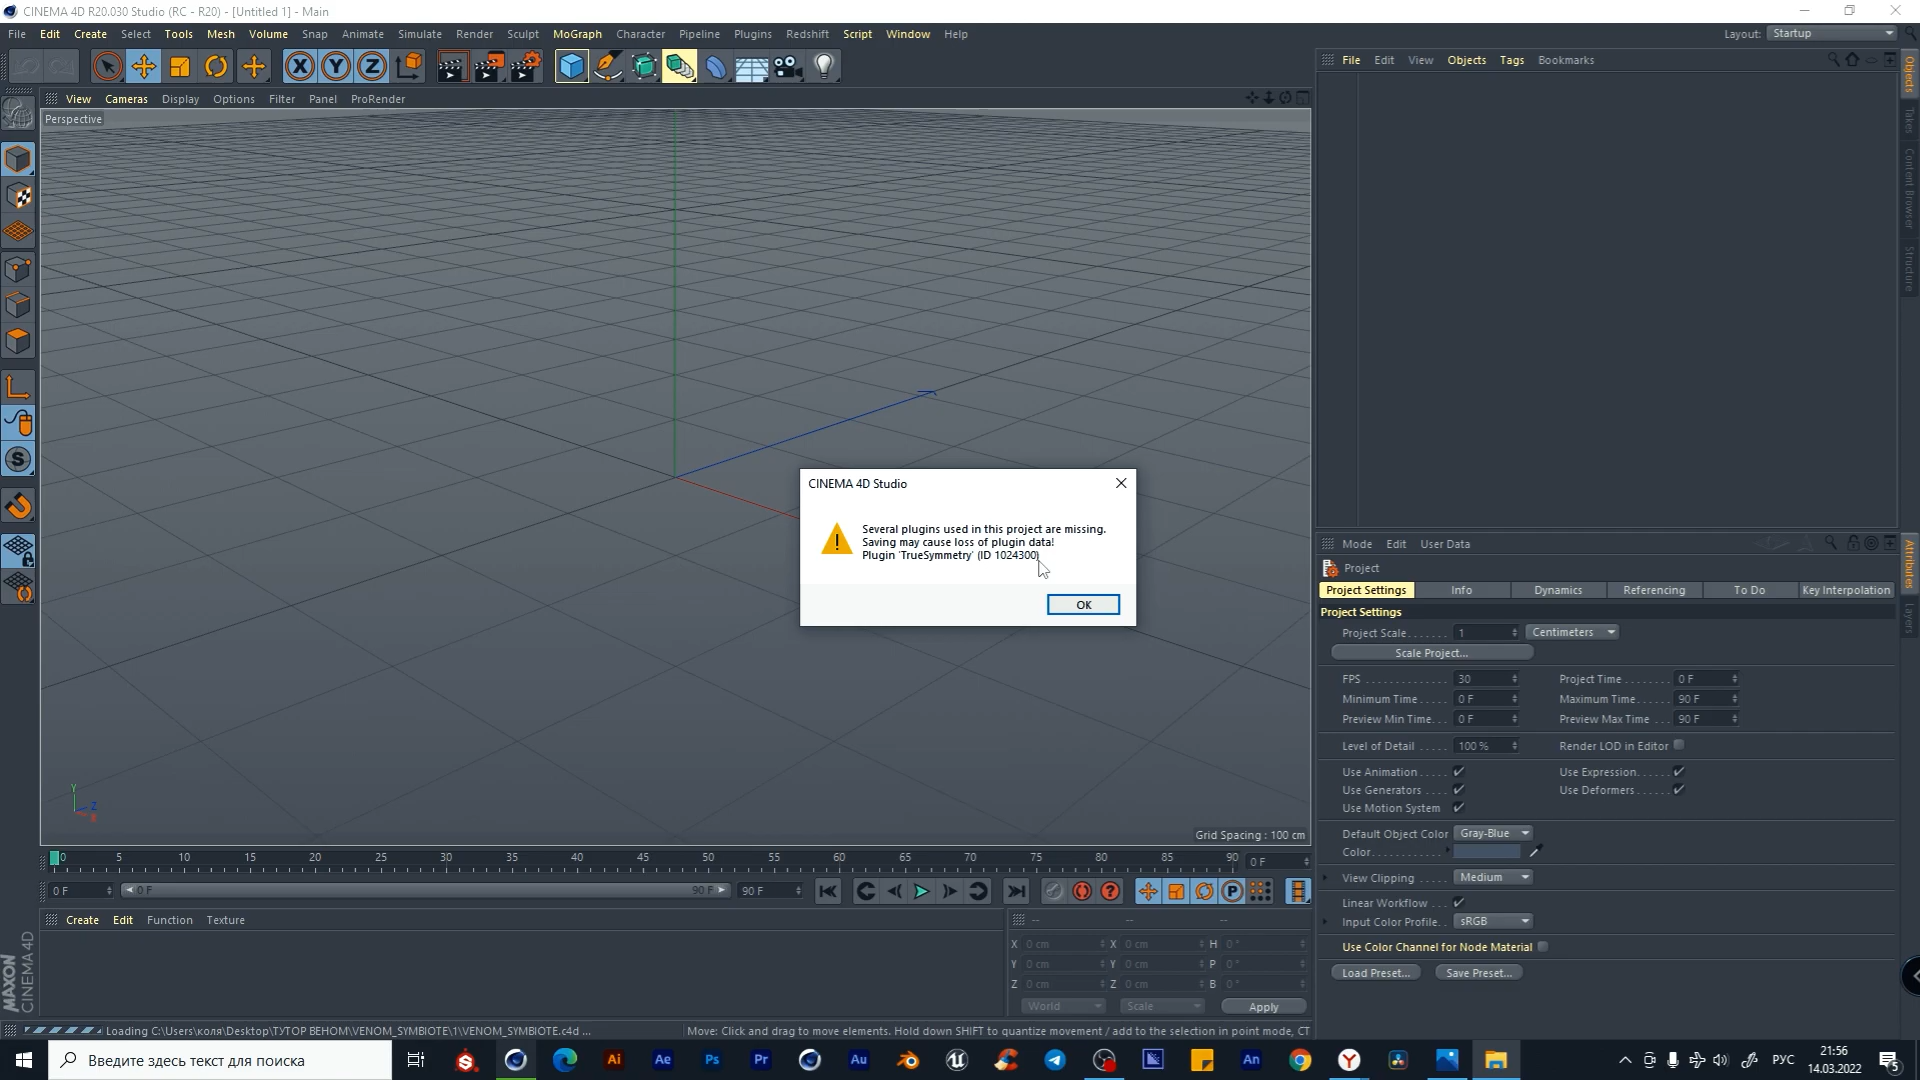 CINEMA 4D R20.030 Studio (RC - R20) - [Untitled 1] - Main
File Edit Create Select Tools Mesh Volume Snap Animate Simulate Render Sculpt MoGraph Character Pipeline Plugins Redshift Script Window Help
Layout: Startup
File Edit View Objects Tags Bookmarks
View Cameras Display Options Filter Panel ProRender
Perspective
Objects
Takes
Content Browser
Structure
CINEMA 4D Studio
Several plugins used in this project are missing.
Saving may cause loss of plugin data!
Plugin 'TrueSymmetry' (ID 1024300)
OK
Mode Edit User Data
Attributes
Layers
Project
Project Settings Info Dynamics Referencing To Do Key Interpolation
Project Settings
Project Scale....... 1 Centimeters
Scale Project...
FPS .............. 30 Project Time ........ 0 F
Minimum Time ..... 0 F Maximum Time...... 90 F
Preview Min Time... 0 F Preview Max Time ... 90 F
Level of Detail ..... 100 % Render LOD in Editor
Use Animation ..... Use Expression......
Use Generators .... Use Deformers.......
Use Motion System
Default Object Color Gray-Blue
Color.............
View Clipping ...... Medium
Linear Workflow ...
Input Color Profile.. sRGB
Use Color Channel for Node Material
Load Preset... Save Preset...
Y
Z
X
Grid Spacing : 100 cm
0 5 10 15 20 25 30 35 40 45 50 55 60 65 70 75 80 85 90 0 F
0 F 0 F 90 F 90 F
Create Edit Function Texture
-- -- --
X 0 cm X 0 cm H 0 °
Y 0 cm Y 0 cm P 0 °
Z 0 cm Z 0 cm B 0 °
World Scale Apply
MAXON
CINEMA 4D
Loading C:\Users\коля\Desktop\ТУТОР ВЕНОМ\VENOM_SYMBIOTE\1\VENOM_SYMBIOTE.c4d ...
Move: Click and drag to move elements. Hold down SHIFT to quantize movement / add to the selection in point mode, CT
Введите здесь текст для поиска
Ai Ae Ps Pr Au An
РУС
21:56
14.03.2022
5